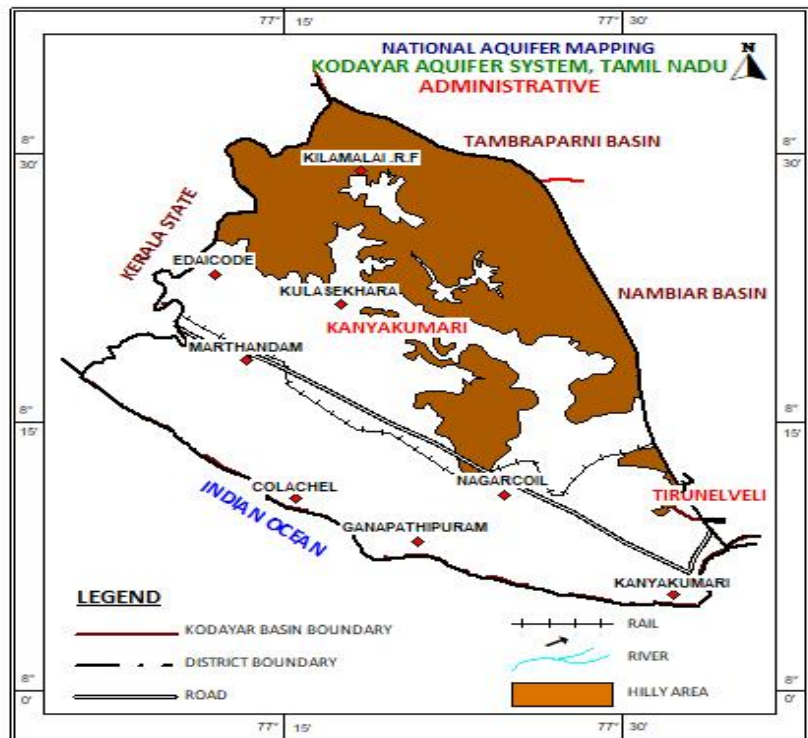 77° 15'
77° 30'
NATIONAL AQUIFER MAPPING
KODAYAR AQUIFER SYSTEM, TAMIL NADU
ADMINISTRATIVE
N
TAMBRAPARNI BASIN
8° 30'
8° 30'
KILAMALAI .R.F
KERALA STATE
EDAICODE
KULASEKHARA
NAMBIAR BASIN
KANYAKUMARI
MARTHANDAM
8° 15'
8° 15'
COLACHEL
NAGARCOIL
TIRUNELVELI
INDIAN OCEAN
GANAPATHIPURAM
KANYAKUMARI
LEGEND
KODAYAR BASIN BOUNDARY
DISTRICT BOUNDARY
ROAD
RAIL
RIVER
HILLY AREA
8° 0'
8° 0'
77° 15'
77° 30'